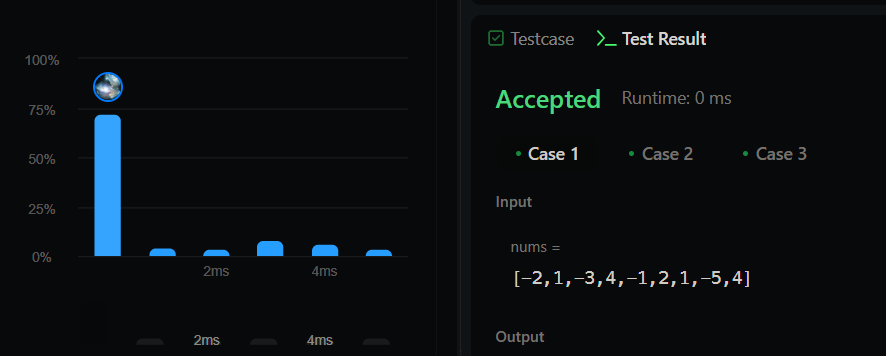 100%
75%
50%
25%
0%
2ms
4ms
2ms
4ms
Testcase
Test Result
Accepted
Runtime: 0 ms
Case 1
Case 2
Case 3
Input
nums =
[-2,1,-3,4,-1,2,1,-5,4]
Output